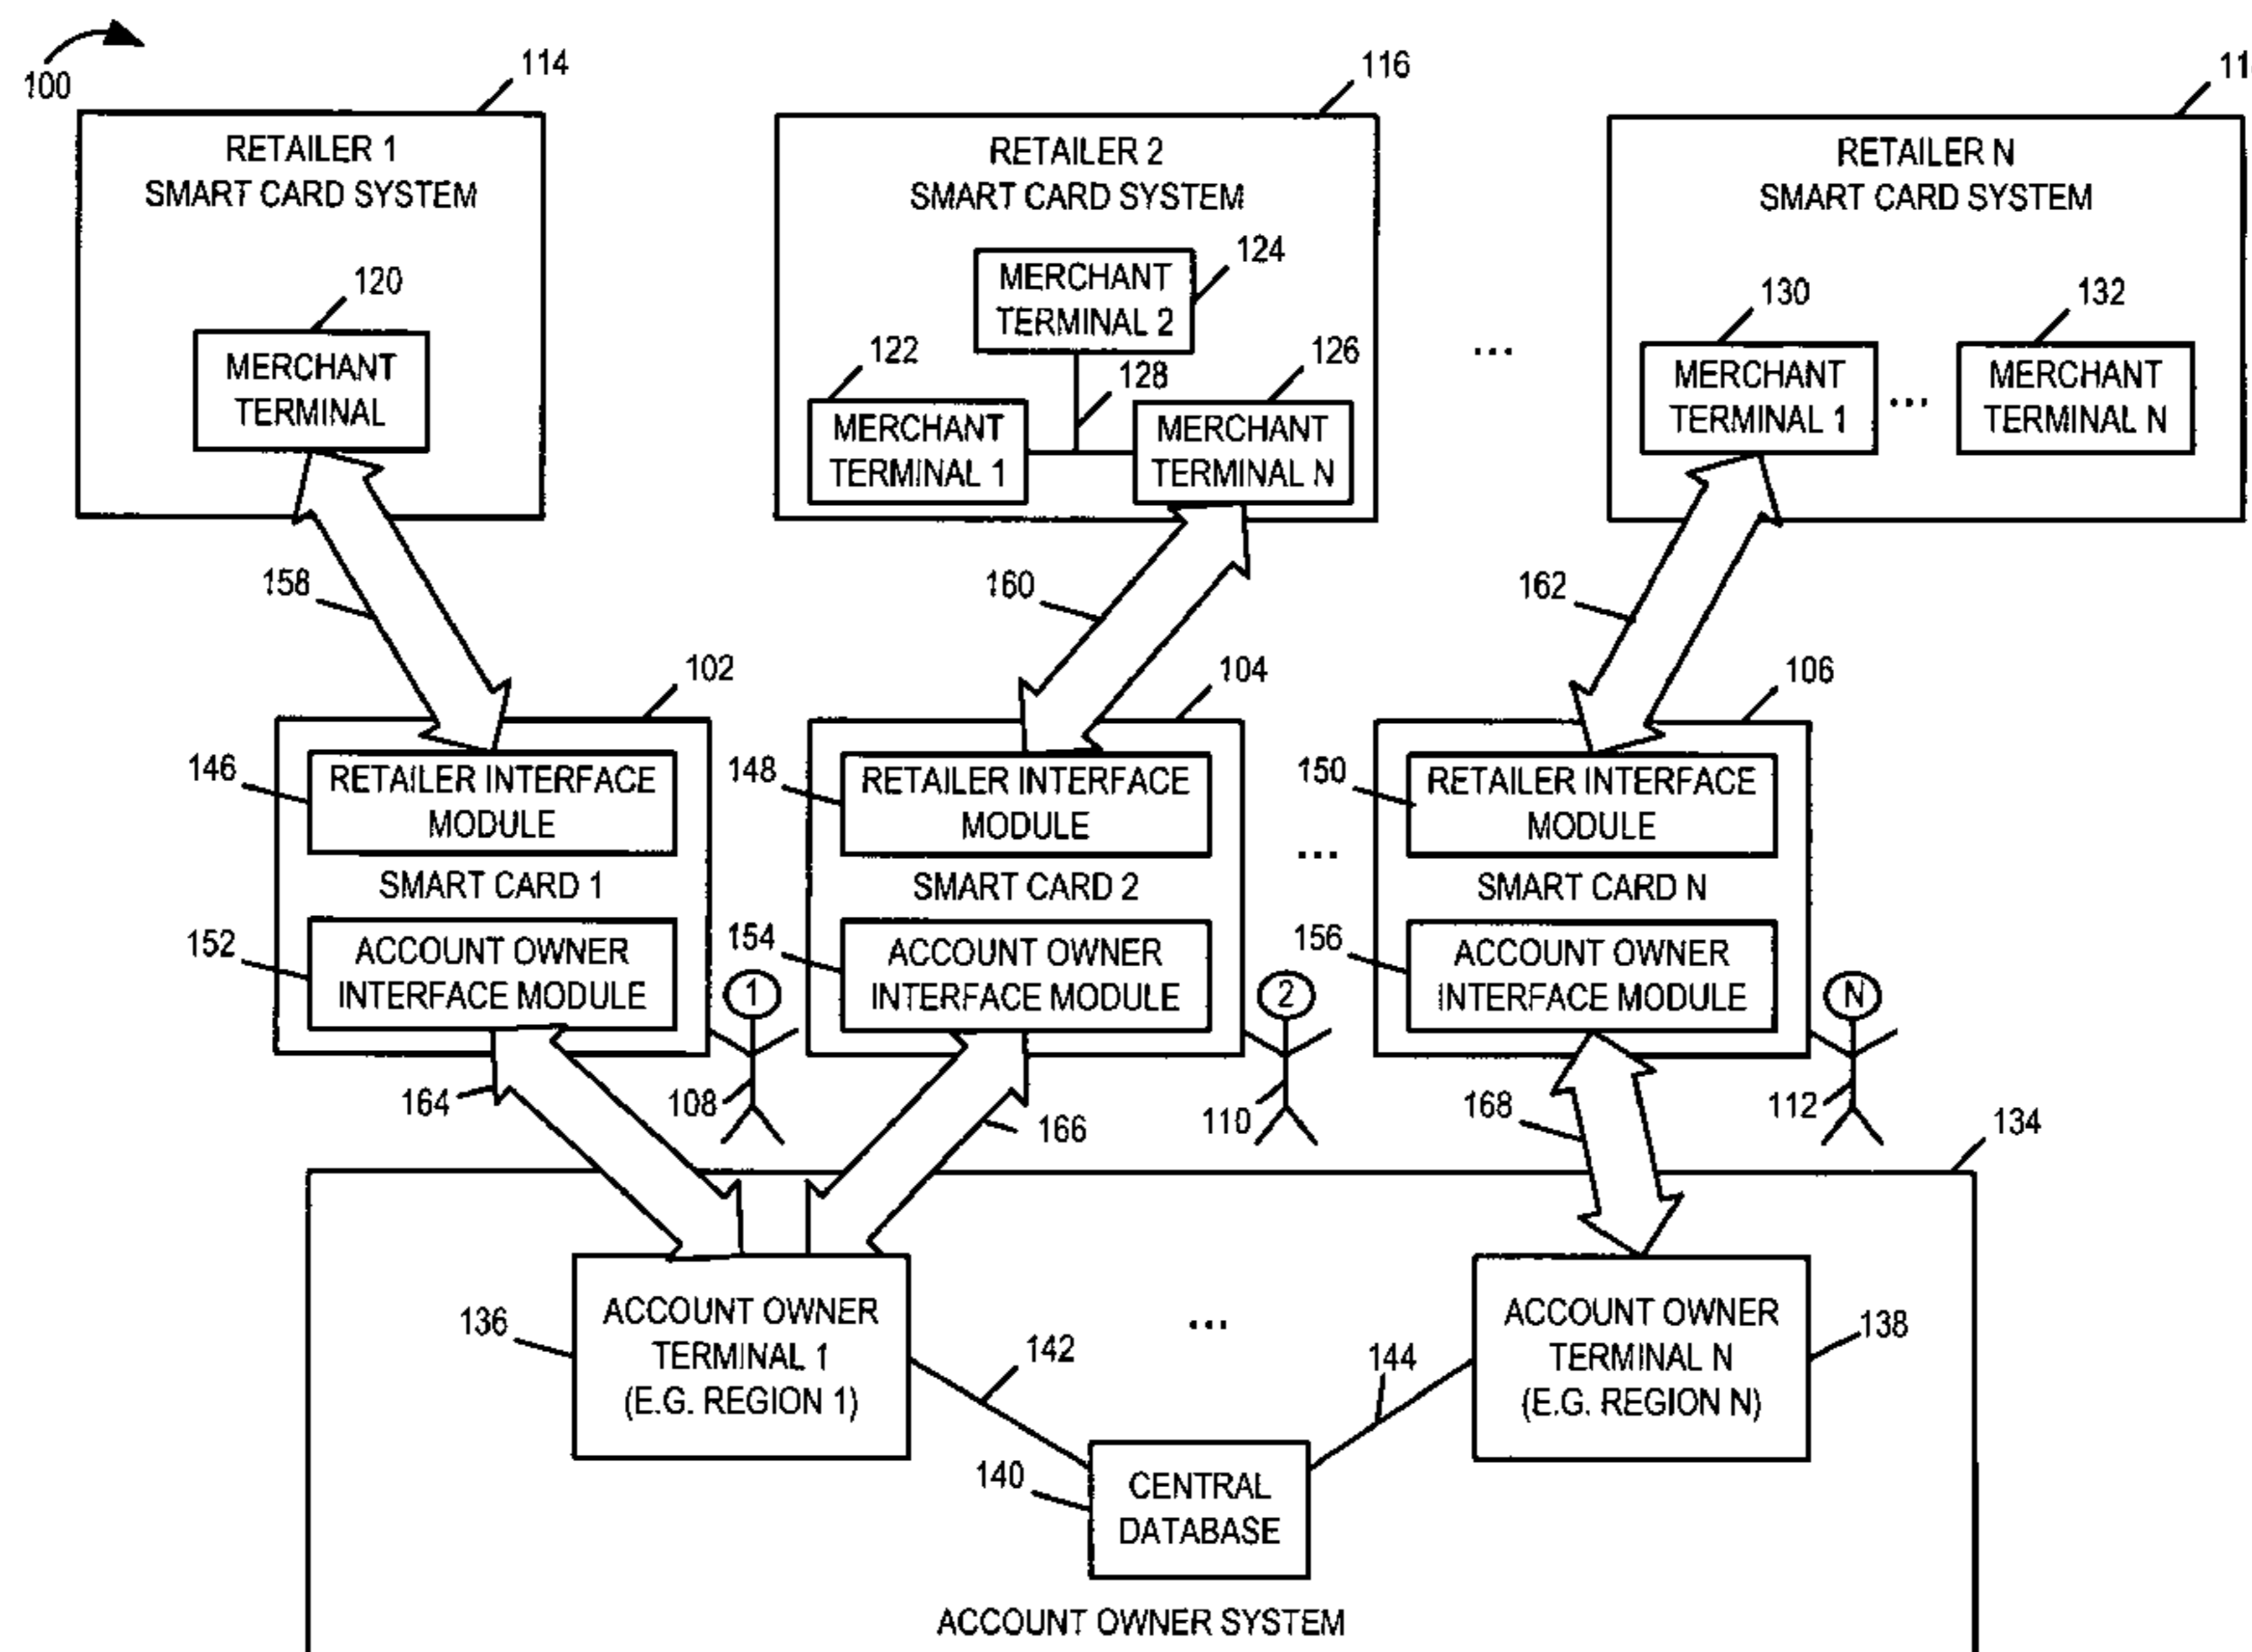 100
114
116
11
RETAILER 1
SMART CARD SYSTEM
RETAILER 2
SMART CARD SYSTEM
RETAILER N
SMART CARD SYSTEM
120
MERCHANT
TERMINAL
124
MERCHANT
TERMINAL 2
122
MERCHANT
TERMINAL 1
128
126
MERCHANT
TERMINAL N
...
130
MERCHANT
TERMINAL 1
...
132
MERCHANT
TERMINAL N
158
160
162
102
104
106
146
RETAILER INTERFACE
MODULE
SMART CARD 1
152
ACCOUNT OWNER
INTERFACE MODULE
148
RETAILER INTERFACE
MODULE
SMART CARD 2
154
ACCOUNT OWNER
INTERFACE MODULE
...
150
RETAILER INTERFACE
MODULE
SMART CARD N
156
ACCOUNT OWNER
INTERFACE MODULE
1
2
N
164
108
166
110
168
112
134
136
ACCOUNT OWNER
TERMINAL 1
(E.G. REGION 1)
...
142
144
ACCOUNT OWNER
TERMINAL N
(E.G. REGION N)
138
140
CENTRAL
DATABASE
ACCOUNT OWNER SYSTEM